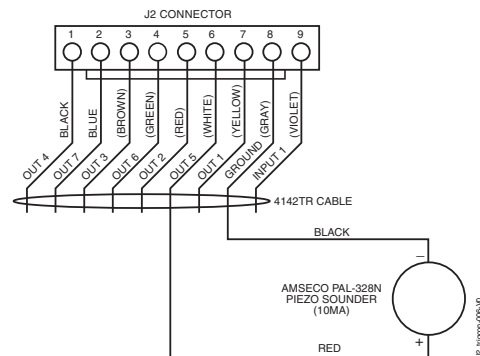 J2 CONNECTOR
1 2 3 4 5 6 7 8 9
BLACK
BLUE
(BROWN)
(GREEN)
(RED)
(WHITE)
(YELLOW)
(GRAY)
(VIOLET)
OUT 4
OUT 7
OUT 3
OUT 6
OUT 2
OUT 5
OUT 1
GROUND
INPUT 1
4142TR CABLE
BLACK
–
AMSECO PAL-328N
PIEZO SOUNDER
(10MA)
+
RED